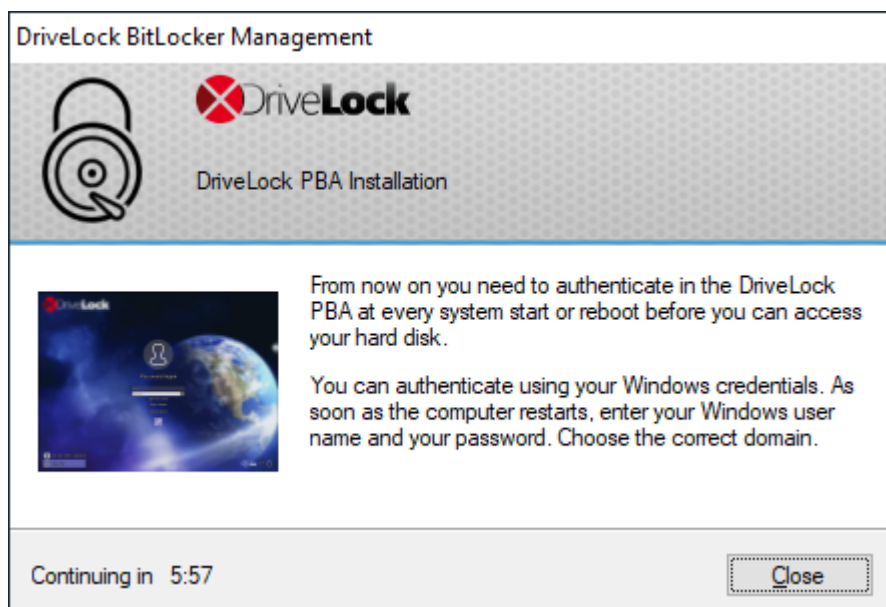 DriveLock BitLocker Management
DriveLock
DriveLock PBA Installation
From now on you need to authenticate in the DriveLock
PBA at every system start or reboot before you can access
your hard disk.
You can authenticate using your Windows credentials. As
soon as the computer restarts, enter your Windows user
name and your password. Choose the correct domain.
DriveLock
Continuing in 5:57
Close